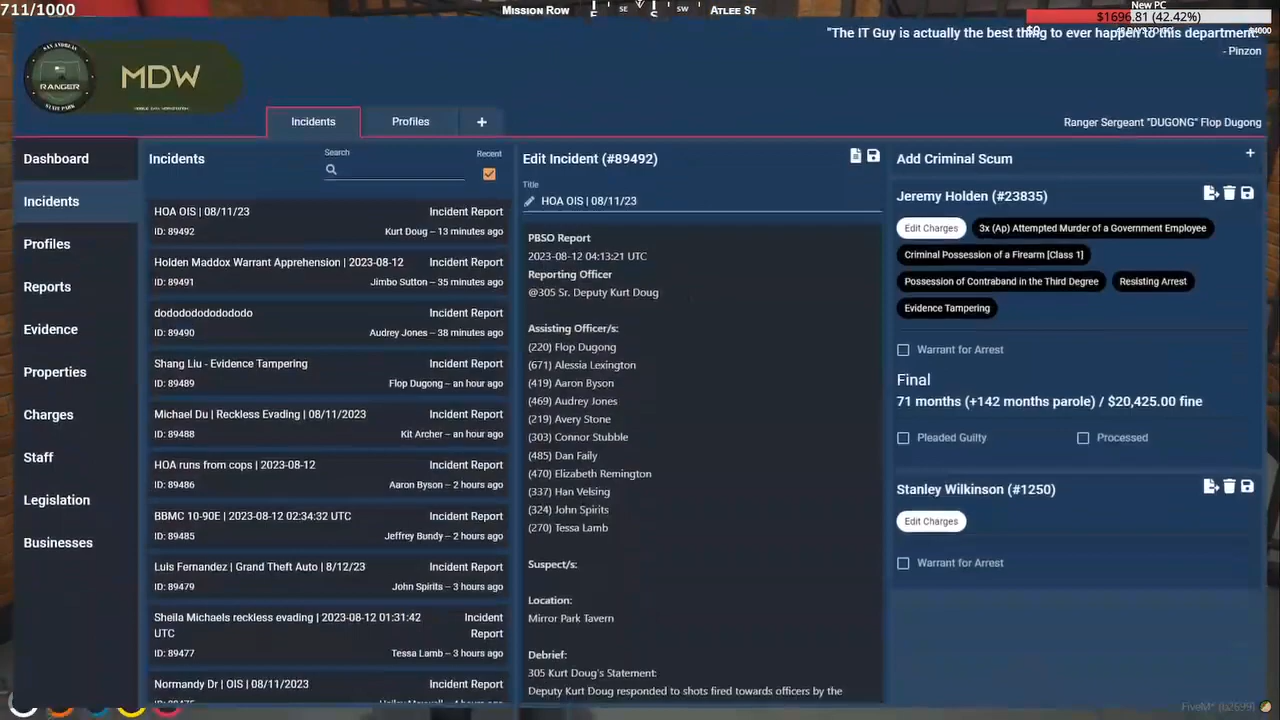 711/1000
Mission Row
E
SE
S
SW
Atlee St
New PC
$1696.81 (42.42%)
$0
$4000
"The IT Guy is actually the best thing to ever happen to this department."
- Pinzon
SAN ANDREAS
RANGER
STATE PARK
MDW
Incidents
Profiles
+
Ranger Sergeant "DUGONG" Flop Dugong
Dashboard
Incidents
Profiles
Reports
Evidence
Properties
Charges
Staff
Legislation
Businesses
Incidents
Search
Recent
HOA OIS | 08/11/23 Incident Report
ID: 89492 Kurt Doug – 13 minutes ago
Holden Maddox Warrant Apprehension | 2023-08-12 Incident Report
ID: 89491 Jimbo Sutton – 35 minutes ago
dodododododododo Incident Report
ID: 89490 Audrey Jones – 38 minutes ago
Shang Liu - Evidence Tampering Incident Report
ID: 89489 Flop Dugong – an hour ago
Michael Du | Reckless Evading | 08/11/2023 Incident Report
ID: 89488 Kit Archer – an hour ago
HOA runs from cops | 2023-08-12 Incident Report
ID: 89486 Aaron Byson – 2 hours ago
BBMC 10-90E | 2023-08-12 02:34:32 UTC Incident Report
ID: 89485 Jeffrey Bundy – 2 hours ago
Luis Fernandez | Grand Theft Auto | 8/12/23 Incident Report
ID: 89479 John Spirits – 3 hours ago
Sheila Michaels reckless evading | 2023-08-12 01:31:42 Incident
UTC Report
ID: 89477 Tessa Lamb – 3 hours ago
Normandy Dr | OIS | 08/11/2023 Incident Report
Edit Incident (#89492)
Title
HOA OIS | 08/11/23
PBSO Report
2023-08-12 04:13:21 UTC
Reporting Officer
@305 Sr. Deputy Kurt Doug
Assisting Officer/s:
(220) Flop Dugong
(671) Alessia Lexington
(419) Aaron Byson
(469) Audrey Jones
(219) Avery Stone
(303) Connor Stubble
(485) Dan Faily
(470) Elizabeth Remington
(337) Han Velsing
(324) John Spirits
(270) Tessa Lamb
Suspect/s:
Location:
Mirror Park Tavern
Debrief:
305 Kurt Doug's Statement:
Deputy Kurt Doug responded to shots fired towards officers by the
Add Criminal Scum
+
Jeremy Holden (#23835)
Edit Charges
3x (Ap) Attempted Murder of a Government Employee
Criminal Possession of a Firearm [Class 1]
Possession of Contraband in the Third Degree
Resisting Arrest
Evidence Tampering
Warrant for Arrest
Final
71 months (+142 months parole) / $20,425.00 fine
Pleaded Guilty
Processed
Stanley Wilkinson (#1250)
Edit Charges
Warrant for Arrest
FiveM* (b2699)